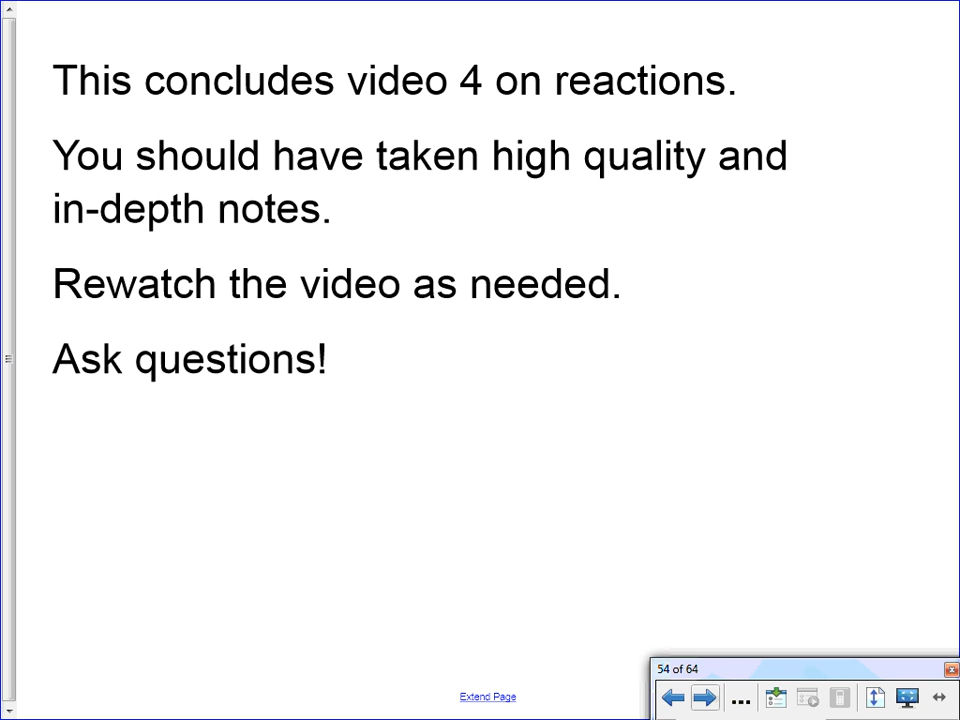 This concludes video 4 on reactions.
You should have taken high quality and
in-depth notes.
Rewatch the video as needed.
Ask questions!
Extend Page
54 of 64